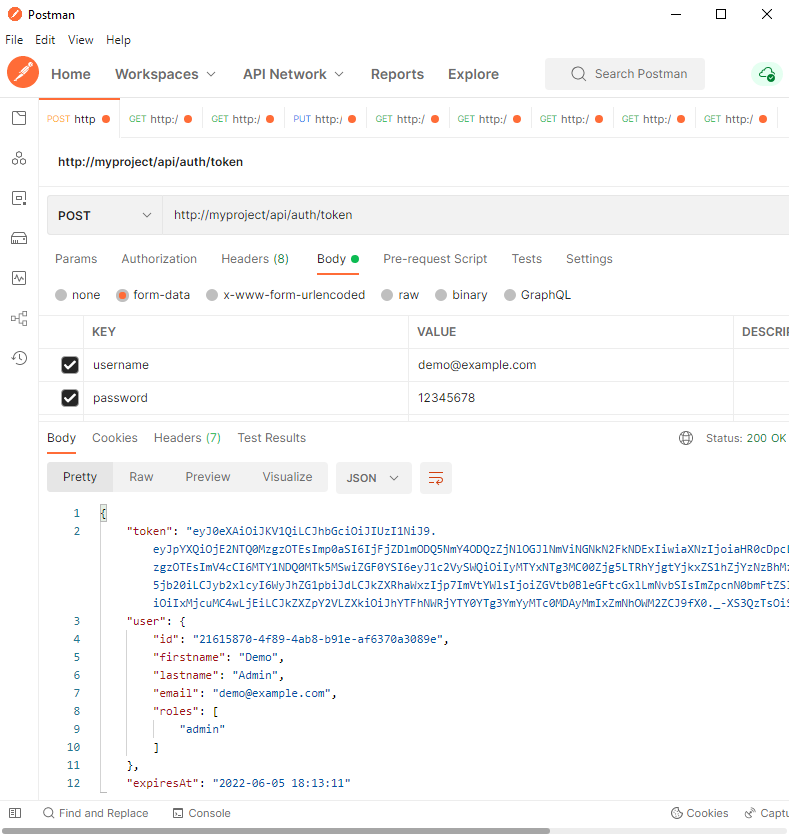 Postman
File Edit View Help
Home Workspaces API Network Reports Explore Search Postman
POST http GET http:/ GET http:/ PUT http:/ GET http:/ GET http:/ GET http:/ GET http:/ GET http:/
http://myproject/api/auth/token
POST http://myproject/api/auth/token
Params Authorization Headers (8) Body Pre-request Script Tests Settings
none form-data x-www-form-urlencoded raw binary GraphQL
KEY VALUE DESCRI
username demo@example.com
password 12345678
Body Cookies Headers (7) Test Results Status: 200 OK
Pretty Raw Preview Visualize JSON
1 {
2 "token": "eyJ0eXAiOiJKV1QiLCJhbGciOiJIUzI1NiJ9.
3 "user": {
4 "id": "21615870-4f89-4ab8-b91e-af6370a3089e",
5 "firstname": "Demo",
6 "lastname": "Admin",
7 "email": "demo@example.com",
8 "roles": [
9 "admin"
10 ]
11 },
12 "expiresAt": "2022-06-05 18:13:11"
Find and Replace Console Cookies Captu